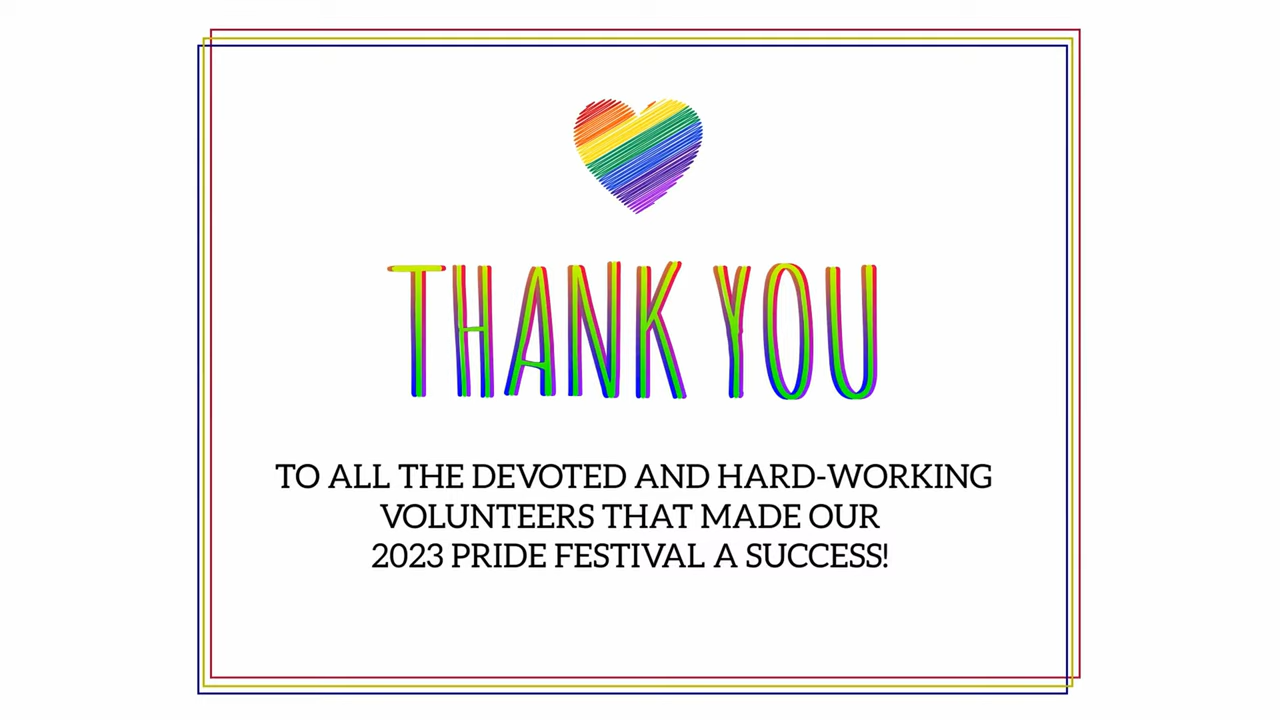 THANK YOU
TO ALL THE DEVOTED AND HARD-WORKING
VOLUNTEERS THAT MADE OUR
2023 PRIDE FESTIVAL A SUCCESS!